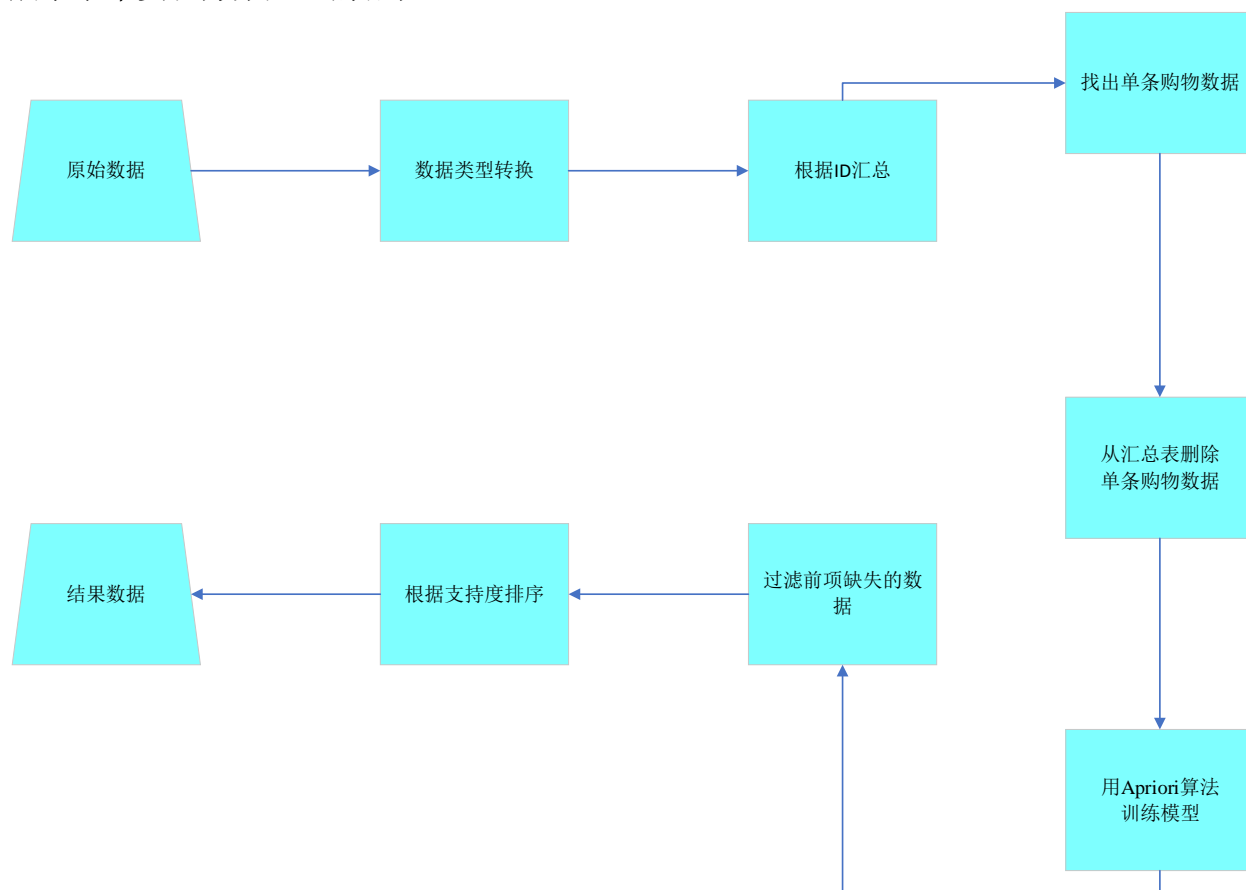 原始数据
数据类型转换
根据ID汇总
找出单条购物数据
从汇总表删除
单条购物数据
用Apriori算法
训练模型
过滤前项缺失的数
据
根据支持度排序
结果数据